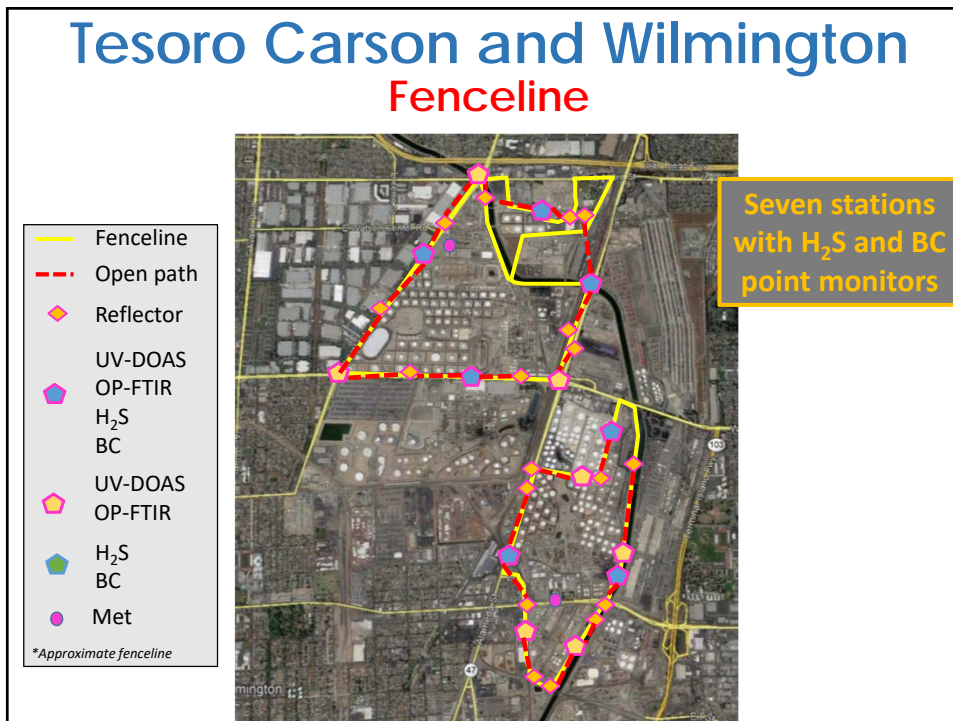 Tesoro Carson and Wilmington
Fenceline
Seven stations
with H₂S and BC
point monitors
Fenceline
Open path
Reflector
UV-DOAS
OP-FTIR
H₂S
BC
UV-DOAS
OP-FTIR
H₂S
BC
Met
*Approximate fenceline
103
47
mington